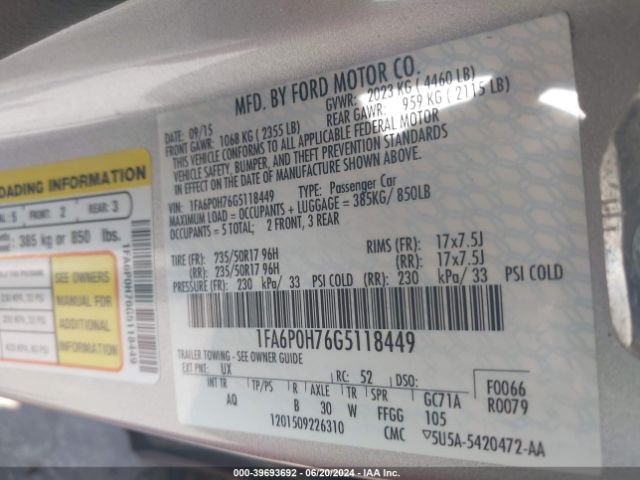 MFD. BY FORD MOTOR CO.
DATE: 09/15 GVWR: 2023 KG ( 4460 LB)
FRONT GAWR: 1068 KG ( 2355 LB) REAR GAWR: 959 KG ( 2115 LB)
THIS VEHICLE CONFORMS TO ALL APPLICABLE FEDERAL MOTOR
VEHICLE SAFETY, BUMPER, AND THEFT PREVENTION STANDARDS
IN EFFECT ON THE DATE OF MANUFACTURE SHOWN ABOVE.
VIN: 1FA6P0H76G5118449 TYPE: Passenger Car
MAXIMUM LOAD = OCCUPANTS + LUGGAGE = 385KG/ 850LB
OCCUPANTS = 5 TOTAL; 2 FRONT, 3 REAR
TIRE (FR): 235/50R17 96H RIMS (FR): 17x7.5J
(RR): 235/50R17 96H (RR): 17x7.5J
PRESSURE (FR): 230 kPa/ 33 PSI COLD (RR): 230 kPa/ 33 PSI COLD
1FA6P0H76G5118449
TRAILER TOWING - SEE OWNER GUIDE
EXT PNT: UX RC: 52 DSO: F0066
INT TR TP/PS R AXLE TR SPR GC71A R0079
AQ B 30 W FFGG 105
1201509226310 CMC ▽5U5A-5420472-AA
LOADING INFORMATION
5 FRONT: 2 REAR: 3
385 kg or 850 lbs.
SEE OWNERS
MANUAL FOR
ADDITIONAL
INFORMATION
1FA6P0H76G5118449
000-39693692 - 06/20/2024 - IAA Inc.